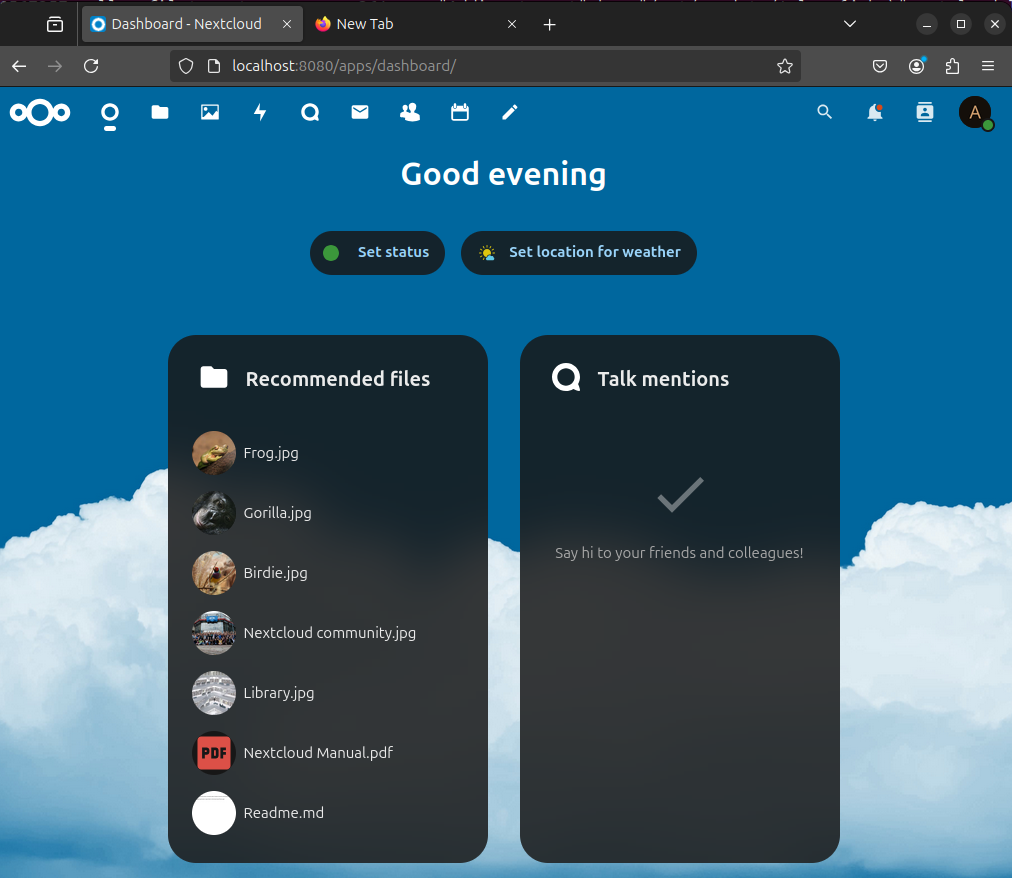 Dashboard - Nextcloud
New Tab
localhost:8080/apps/dashboard/
A
Good evening
Set status
Set location for weather
Recommended files
Frog.jpg
Gorilla.jpg
Birdie.jpg
Nextcloud community.jpg
Library.jpg
PDF
Nextcloud Manual.pdf
Readme.md
Talk mentions
Say hi to your friends and colleagues!